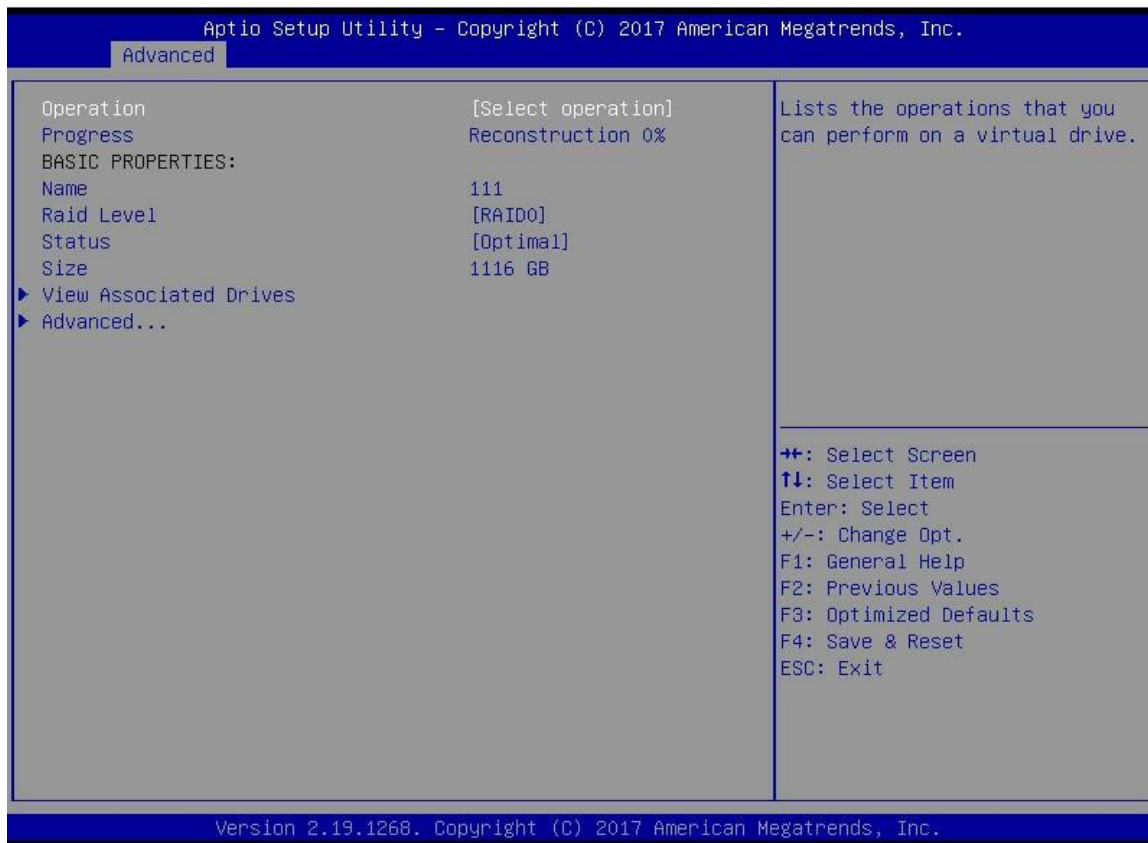 Aptio Setup Utility – Copyright (C) 2017 American Megatrends, Inc.
Advanced
Operation [Select operation]
Progress Reconstruction 0%
BASIC PROPERTIES:
Name 111
Raid Level [RAID0]
Status [Optimal]
Size 1116 GB
▶ View Associated Drives
▶ Advanced...
Lists the operations that you
can perform on a virtual drive.
→←: Select Screen
↑↓: Select Item
Enter: Select
+/-: Change Opt.
F1: General Help
F2: Previous Values
F3: Optimized Defaults
F4: Save & Reset
ESC: Exit
Version 2.19.1268. Copyright (C) 2017 American Megatrends, Inc.